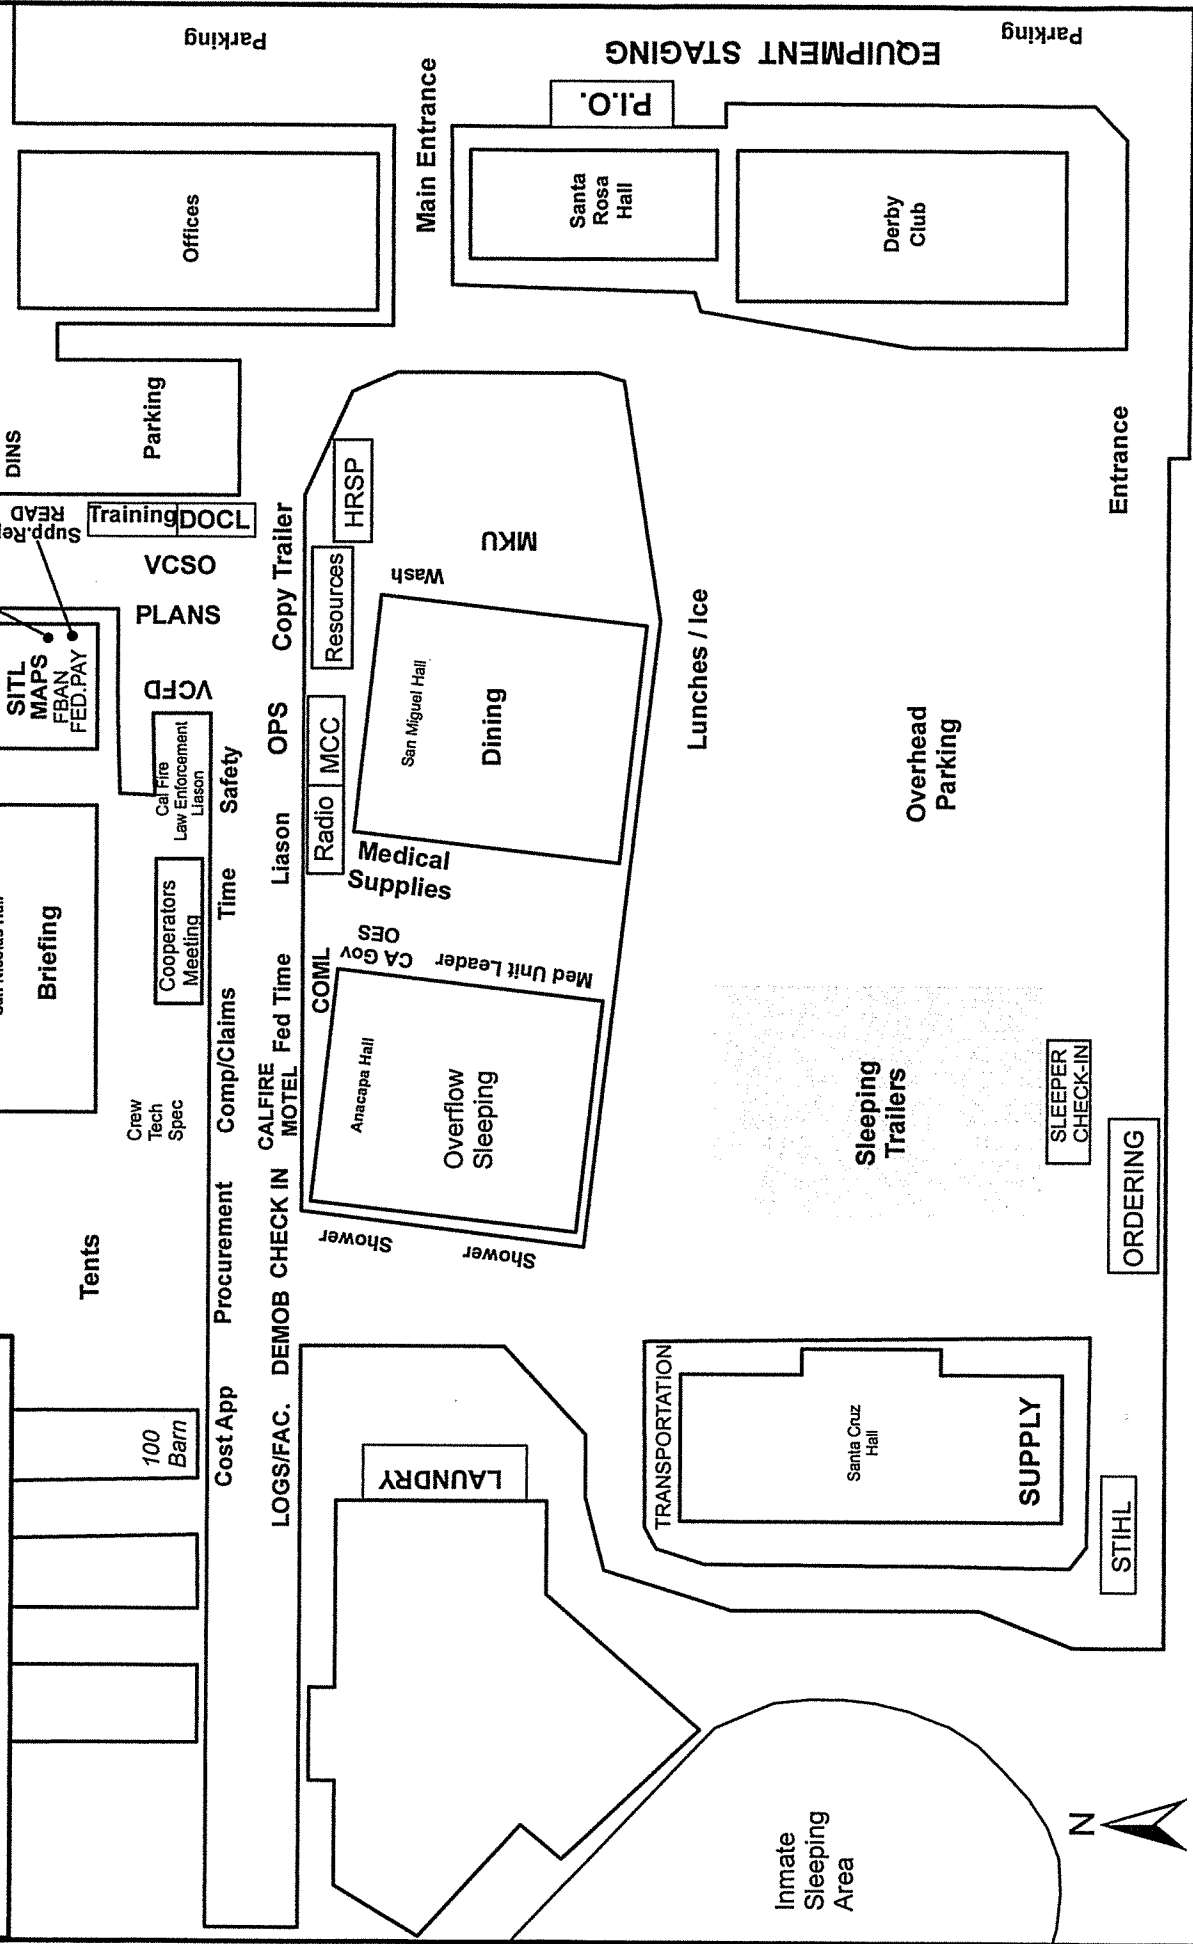 Parking
EQUIPMENT STAGING
Parking
P.I.O.
Main Entrance
Offices
Santa
Rosa
Hall
Derby
Club
DINS
Parking
Entrance
READ
Training
DOCL
VCSO
PLANS
VCFD
SITL
MAPS
FBAN
FED.PAY
Cal Fire
Law Enforcement
Liason
Briefing
Cooperators
Meeting
Crew
Tech
Spec
Tents
100
Barn
Safety
Time
Comp/Claims
Procurement
Cost App
Copy Trailer
OPS
Liason
Fed Time
CALFIRE
MOTEL
CHECK IN
DEMOB
LOGS/FAC.
HRSP
Resources
MCC
Radio
COML
MKU
Wash
San Miguel Hall
Dining
Medical
Supplies
CA Gov
OES
Med Unit Leader
Anacapa Hall
Overflow
Sleeping
Shower
Shower
Lunches / Ice
Overhead
Parking
Sleeping
Trailers
SLEEPER
CHECK-IN
ORDERING
LAUNDRY
TRANSPORTATION
Santa Cruz
Hall
SUPPLY
STIHL
Inmate
Sleeping
Area
N